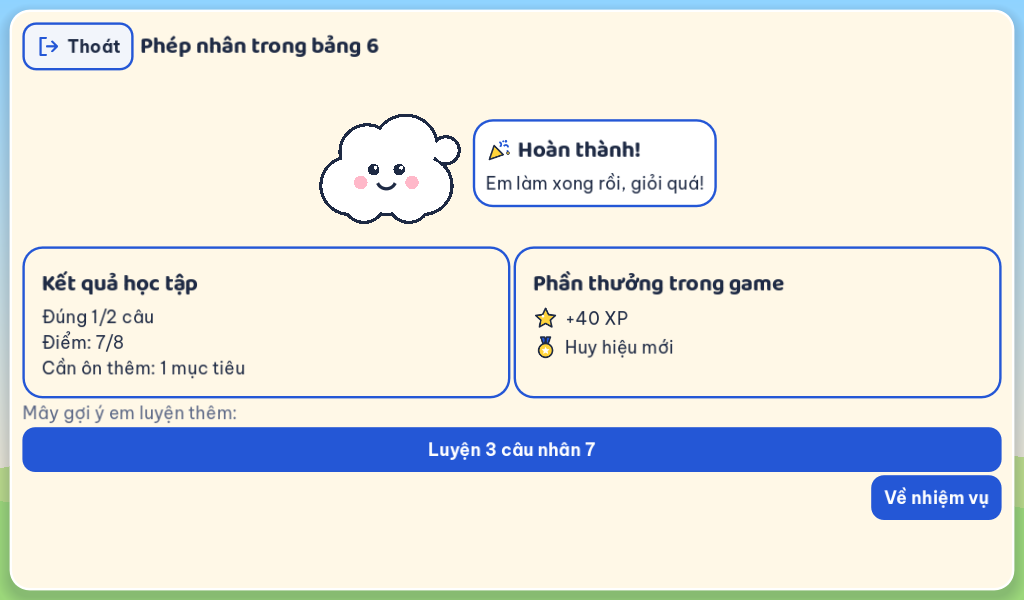 Thoát
Phép nhân trong bảng 6
Hoàn thành!
Em làm xong rồi, giỏi quá!
Kết quả học tập
Đúng 1/2 câu
Điểm: 7/8
Cần ôn thêm: 1 mục tiêu
Phần thưởng trong game
+40 XP
Huy hiệu mới
Mây gợi ý em luyện thêm:
Luyện 3 câu nhân 7
Về nhiệm vụ